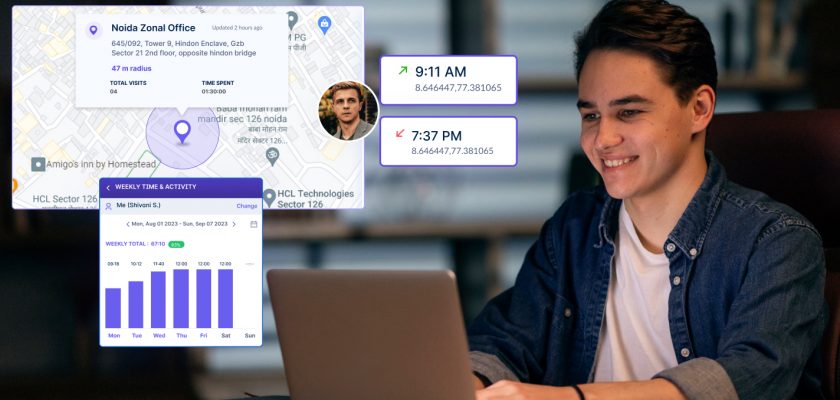 Noida Zonal Office
Updated 2 hours ago
645/092, Tower 9, Hindon Enclave, Gzb
Sector 21 2nd floor, opposite hindon bridge
47 m radius
TOTAL VISITS
04
TIME SPENT
01:30:00
M PG
म पीजी
Baba mohan ram
mandir sec 126 noida
बाबा मोहन राम
मंदिर सेक्टर
126...
Amigo's inn by Homestead
HCL Sector 126
HCL Technologies
Sector 126
9:11 AM
8.646447,77.381065
7:37 PM
8.646447,77.381065
WEEKLY TIME & ACTIVITY
Me (Shivani S.)
Change
Mon, Aug 01 2023 - Sun, Sep 07 2023
WEEKLY TOTAL : 67:10
09:18 10:12 11:40 12:00 12:00 12:00
Mon Tue Wed Thu Fri Sat Sun